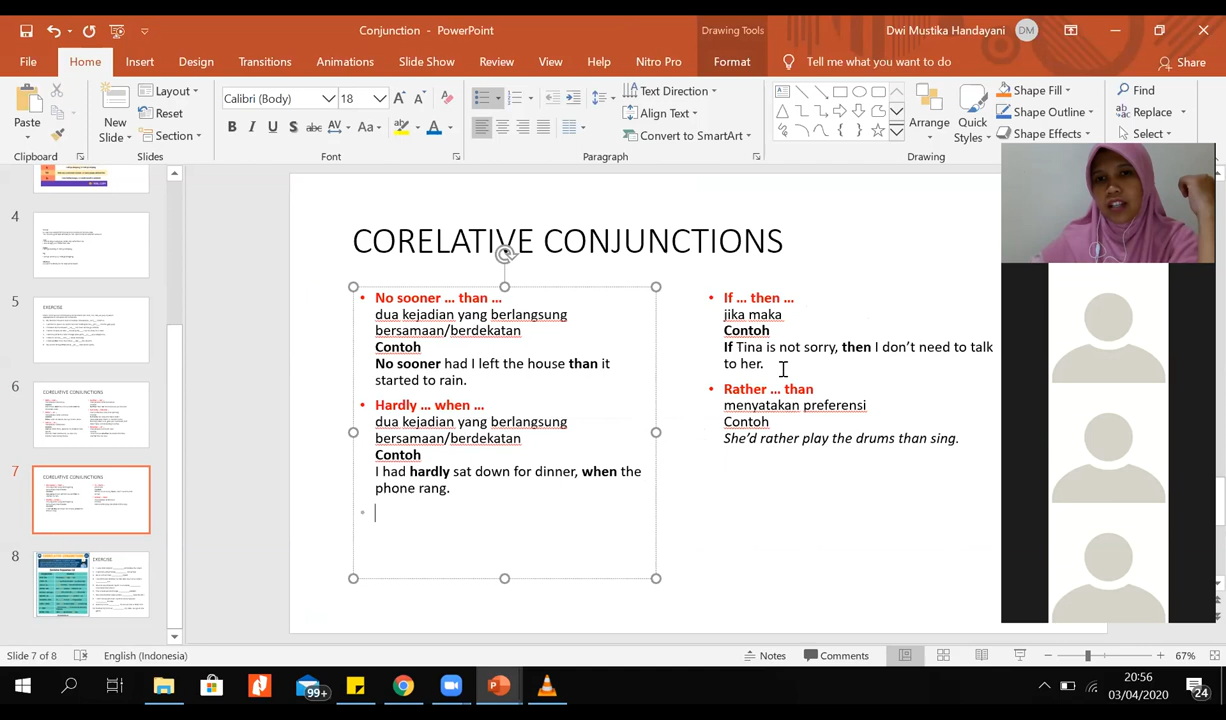 Conjunction - PowerPoint
Drawing Tools
Dwi Mustika Handayani
DM
File
Home
Insert
Design
Transitions
Animations
Slide Show
Review
View
Help
Nitro Pro
Format
Tell me what you want to do
Share
Paste
Clipboard
New Slide
Layout
Reset
Section
Slides
Calibri (Body)
18
B I U S abc AV Aa
A
Font
Text Direction
Align Text
Convert to SmartArt
Paragraph
Arrange
Quick Styles
Shape Fill
Shape Outline
Shape Effects
Drawing
Find
Replace
Select
4
5
EXERCISE
6
CORELATIVE CONJUNCTIONS
7
CORELATIVE CONJUNCTIONS
8
EXERCISE
CORELATIVE CONJUNCTIONS
• No sooner ... than ...
dua kejadian yang berlangsung
bersamaan/berdekatan
Contoh
No sooner had I left the house than it
started to rain.
• Hardly ... when ...
dua kejadian yang berlangsung
bersamaan/berdekatan
Contoh
I had hardly sat down for dinner, when the
phone rang.
• If ... then ...
jika maka
Contoh
If Tina is not sorry, then I don't need to talk
to her.
• Rather ... than
menyatakan preferensi
Contoh
She'd rather play the drums than sing.
Slide 7 of 8
English (Indonesia)
Notes
Comments
67%
99+
20:56
03/04/2020
24